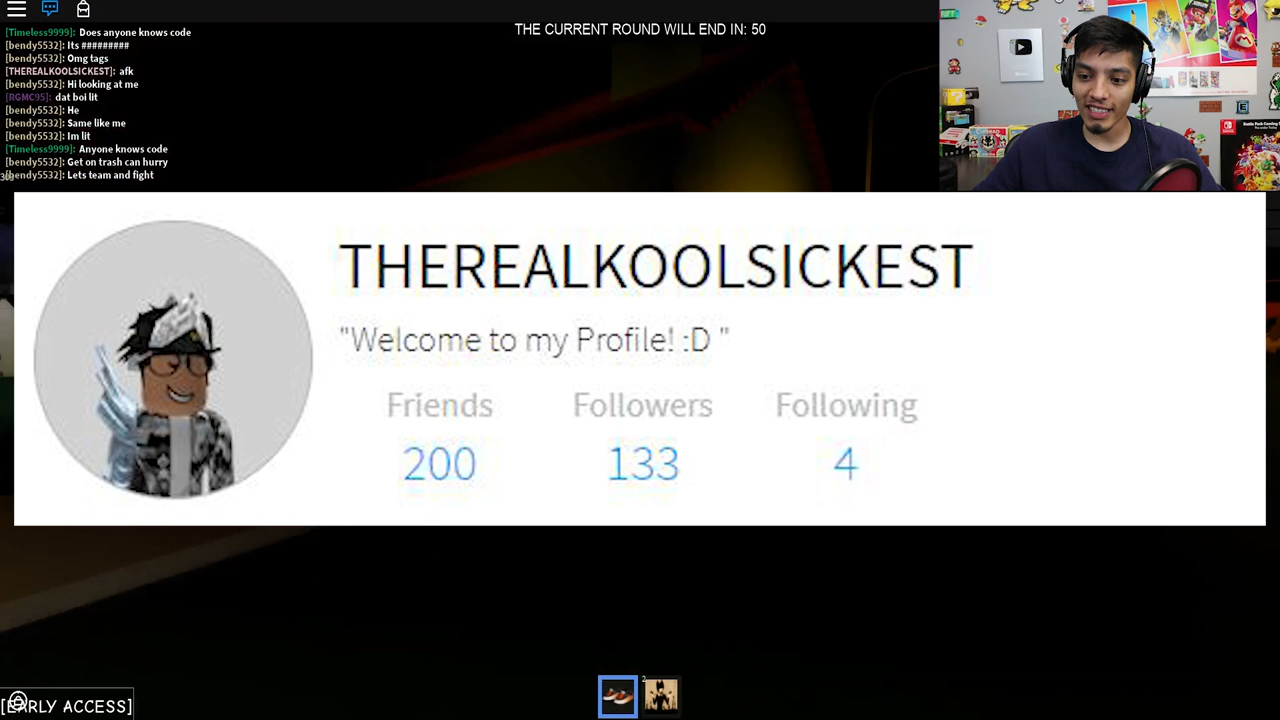 THE CURRENT ROUND WILL END IN: 50
[Timeless9999]: Does anyone knows code
[bendy5532]: Its #########
[bendy5532]: Omg tags
[THEREALKOOLSICKEST]: afk
[bendy5532]: Hi looking at me
[RGMC95]: dat boi lit
[bendy5532]: He
[bendy5532]: Same like me
[bendy5532]: Im lit
[Timeless9999]: Anyone knows code
[bendy5532]: Get on trash can hurry
[bendy5532]: Lets team and fight
THEREALKOOLSICKEST
"Welcome to my Profile! :D "
Friends Followers Following
200 133 4
2
[EARLY ACCESS]